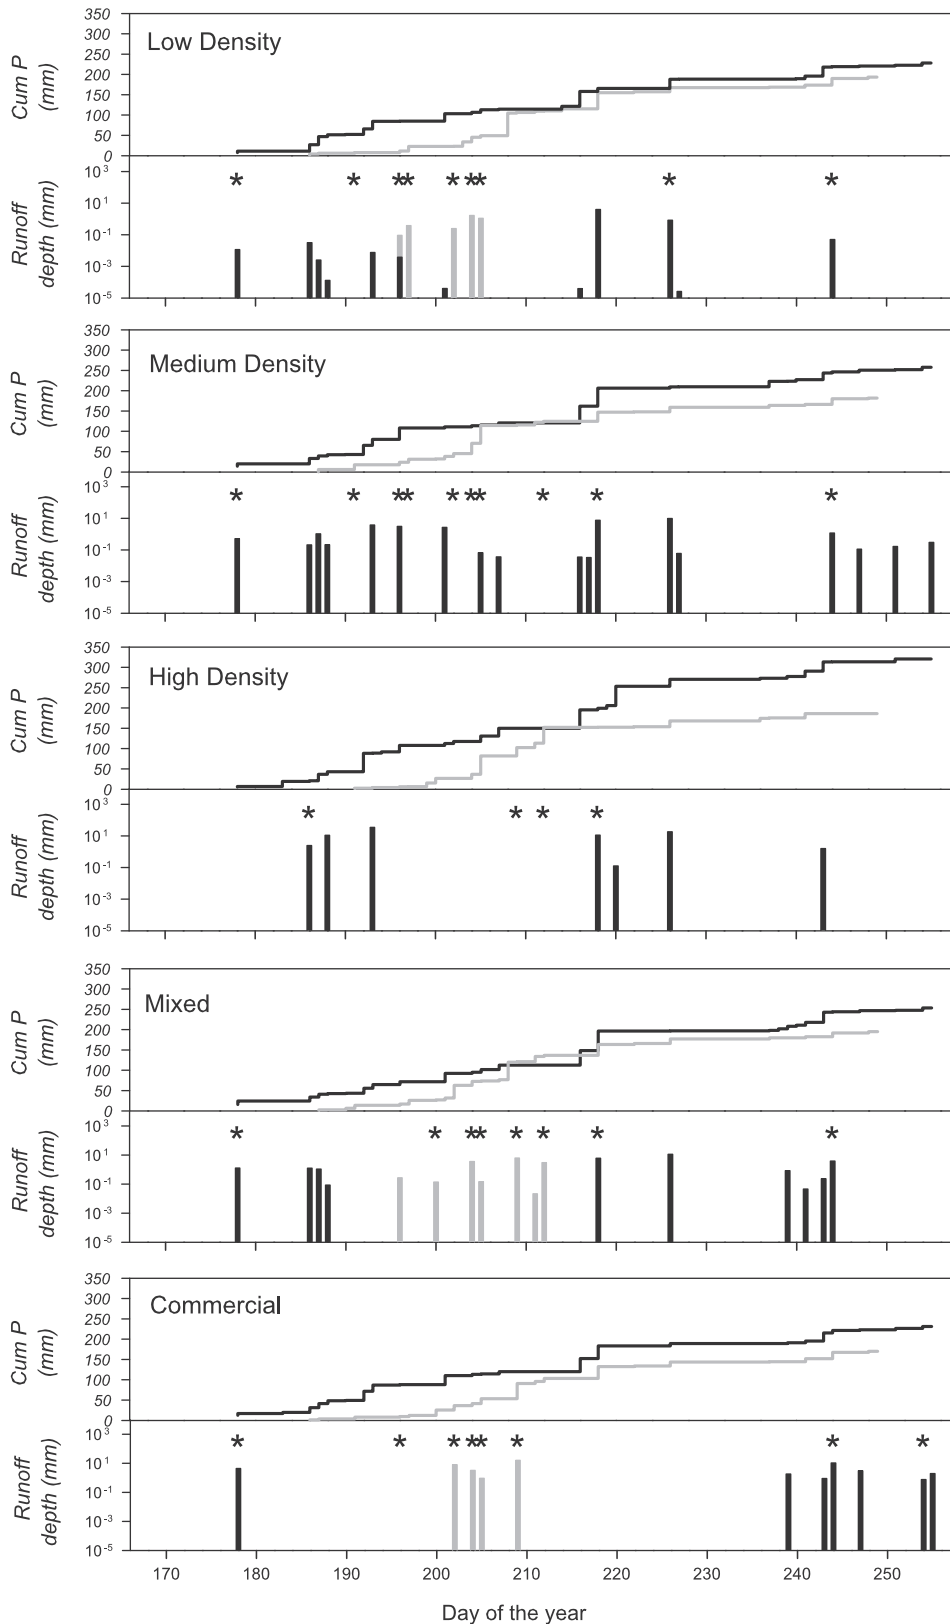 350
300
250
200
150
100
50
0
Cum P
(mm)
Low Density
10³
10¹
10⁻¹
10⁻³
10⁻⁵
Runoff
depth (mm)
* * ** * ** * *
350
300
250
200
150
100
50
0
Cum P
(mm)
Medium Density
10³
10¹
10⁻¹
10⁻³
10⁻⁵
Runoff
depth (mm)
* * ** * ** * * *
350
300
250
200
150
100
50
0
Cum P
(mm)
High Density
10³
10¹
10⁻¹
10⁻³
10⁻⁵
Runoff
depth (mm)
* * * *
350
300
250
200
150
100
50
0
Cum P
(mm)
Mixed
10³
10¹
10⁻¹
10⁻³
10⁻⁵
Runoff
depth (mm)
* * ** * * * *
350
300
250
200
150
100
50
0
Cum P
(mm)
Commercial
10³
10¹
10⁻¹
10⁻³
10⁻⁵
Runoff
depth (mm)
* * * ** * * *
170 180 190 200 210 220 230 240 250
Day of the year